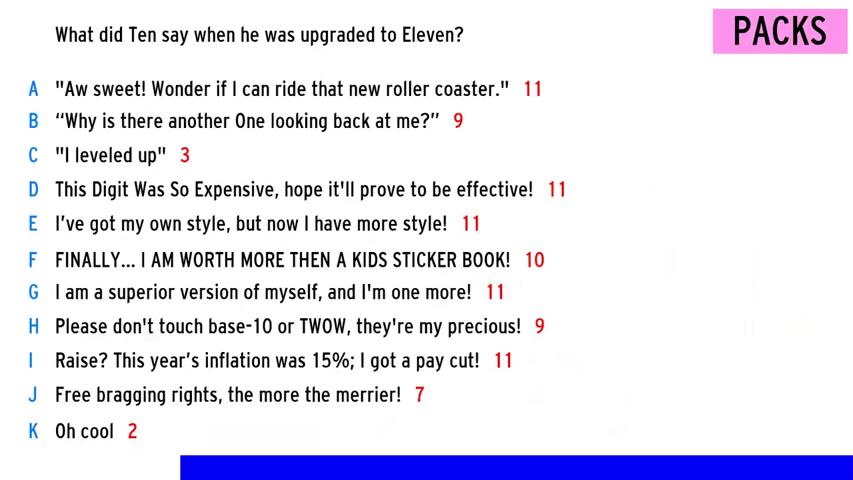 What did Ten say when he was upgraded to Eleven?
PACKS
A "Aw sweet! Wonder if I can ride that new roller coaster." 11
B “Why is there another One looking back at me?” 9
C "I leveled up" 3
D This Digit Was So Expensive, hope it'll prove to be effective! 11
E I’ve got my own style, but now I have more style! 11
F FINALLY... I AM WORTH MORE THEN A KIDS STICKER BOOK! 10
G I am a superior version of myself, and I'm one more! 11
H Please don't touch base-10 or TWOW, they're my precious! 9
I Raise? This year’s inflation was 15%; I got a pay cut! 11
J Free bragging rights, the more the merrier! 7
K Oh cool 2